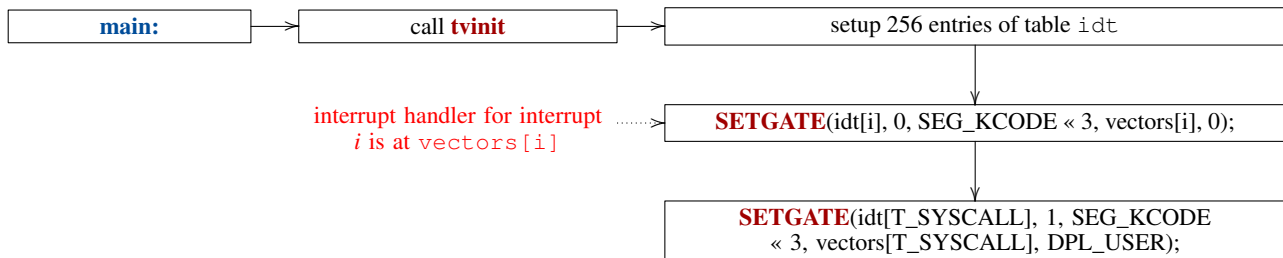 main:
call tvinit
setup 256 entries of table idt
interrupt handler for interrupt
i is at vectors[i]
SETGATE(idt[i], 0, SEG_KCODE « 3, vectors[i], 0);
SETGATE(idt[T_SYSCALL], 1, SEG_KCODE
« 3, vectors[T_SYSCALL], DPL_USER);